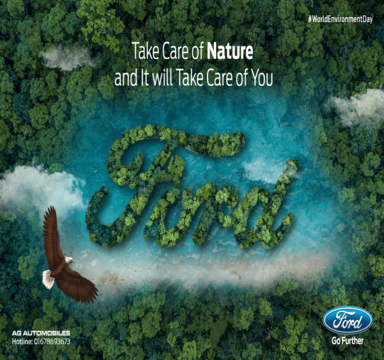 #WorldEnvironmentDay
Take Care of Nature
and It will Take Care of You
Ford
AG AUTOMOBILES
Hotline: 01678693673
Ford
Go Further